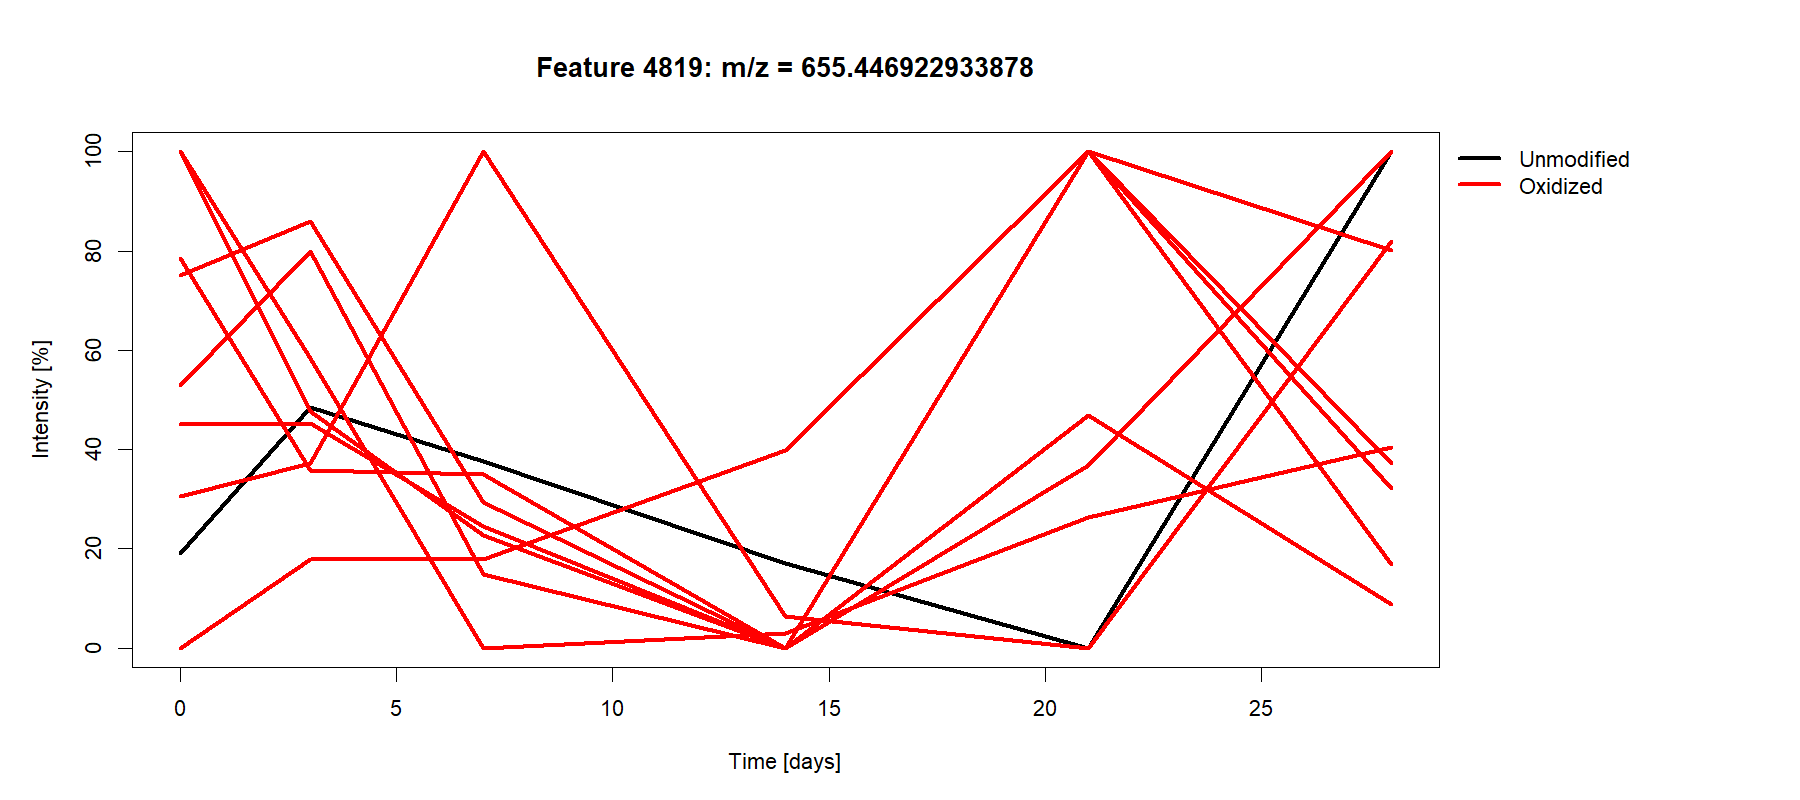 Feature 4819: m/z = 655.446922933878
Unmodified
Oxidized
Intensity [%]
100
80
60
40
20
0
0 5 10 15 20 25
Time [days]